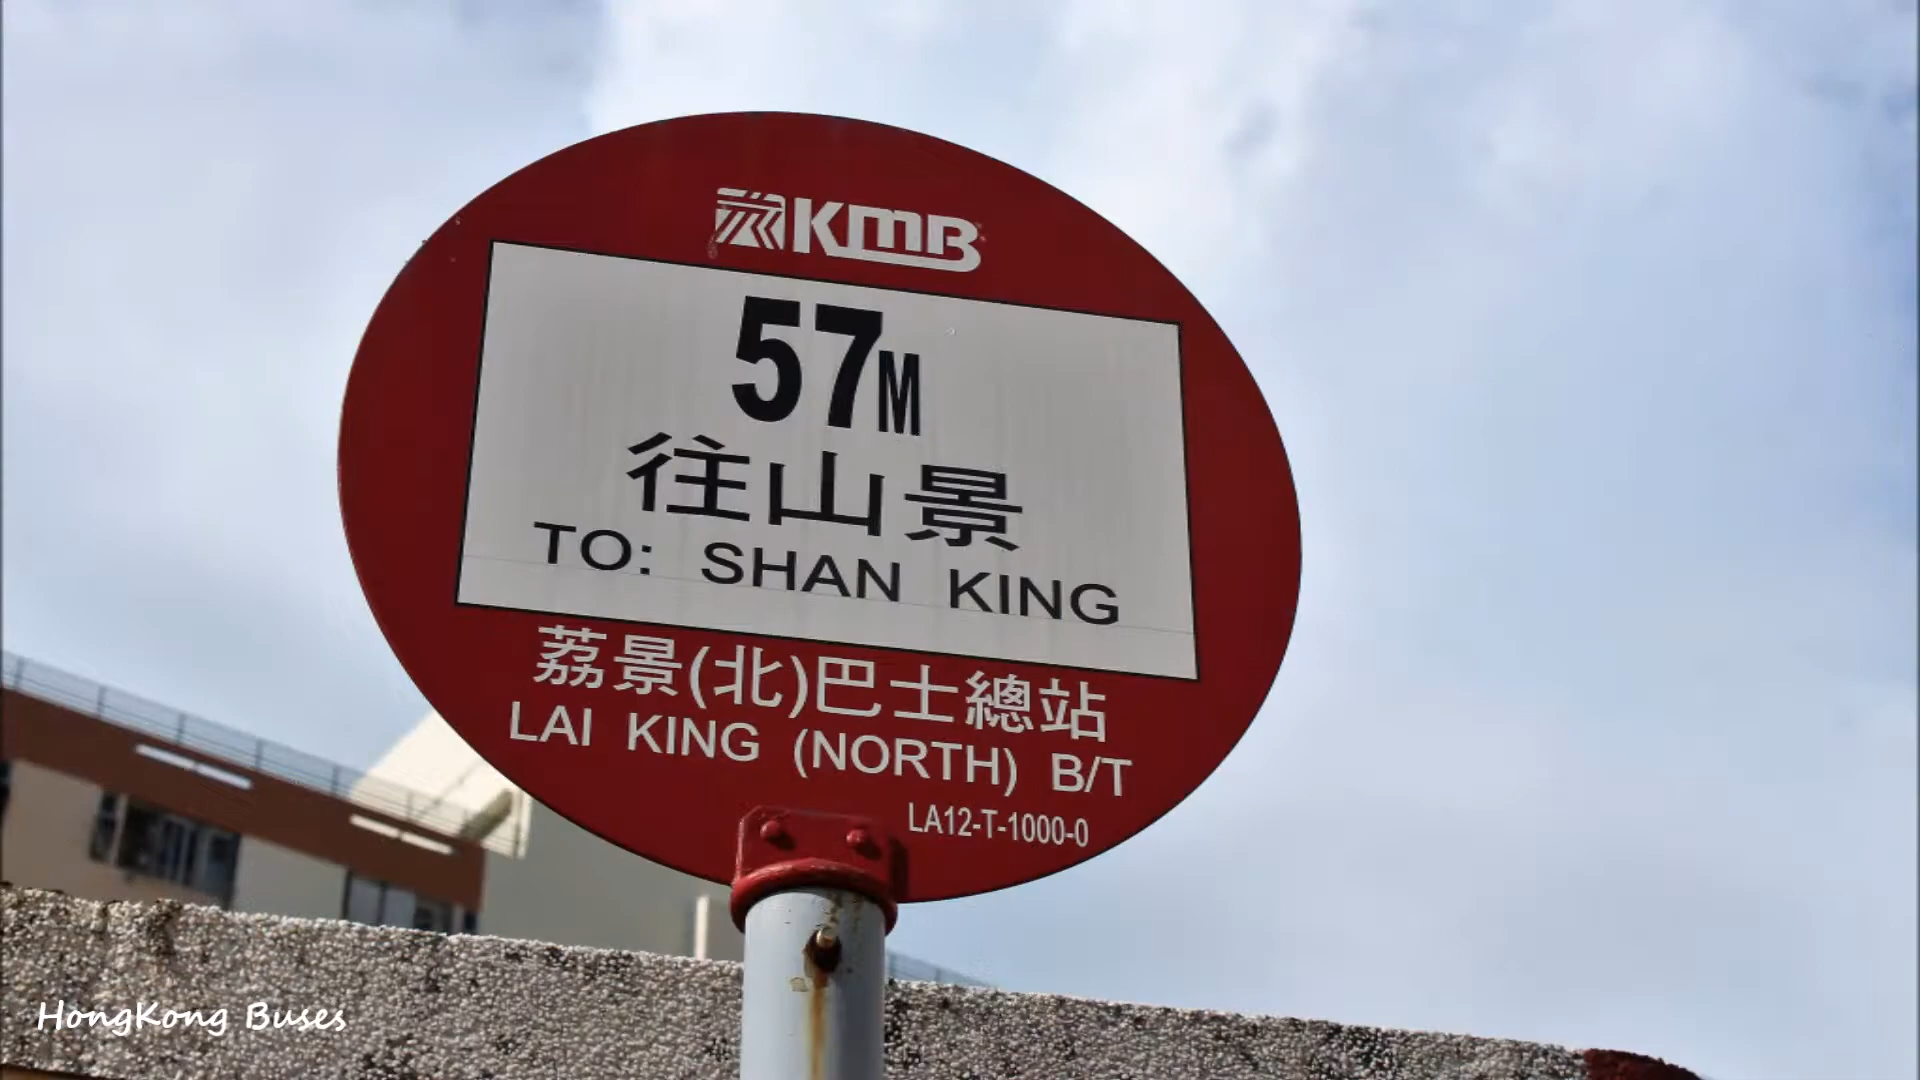 KMB
57M
往山景
TO: SHAN KING
荔景(北)巴士總站
LAI KING (NORTH) B/T
LA12-T-1000-0
HongKong Buses